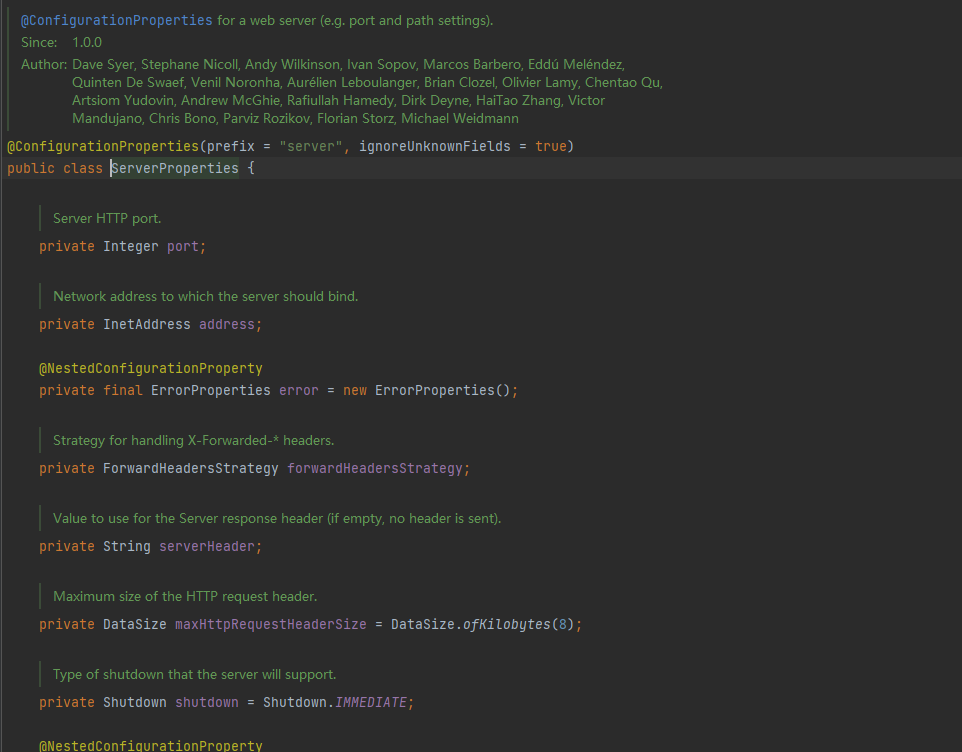 @ConfigurationProperties for a web server (e.g. port and path settings).
Since: 1.0.0
Author: Dave Syer, Stephane Nicoll, Andy Wilkinson, Ivan Sopov, Marcos Barbero, Eddú Meléndez,
Quinten De Swaef, Venil Noronha, Aurélien Leboulanger, Brian Clozel, Olivier Lamy, Chentao Qu,
Artsiom Yudovin, Andrew McGhie, Rafiullah Hamedy, Dirk Deyne, HaiTao Zhang, Victor
Mandujano, Chris Bono, Parviz Rozikov, Florian Storz, Michael Weidmann
@ConfigurationProperties(prefix = "server", ignoreUnknownFields = true)
public class ServerProperties {
Server HTTP port.
private Integer port;
Network address to which the server should bind.
private InetAddress address;
@NestedConfigurationProperty
private final ErrorProperties error = new ErrorProperties();
Strategy for handling X-Forwarded-* headers.
private ForwardHeadersStrategy forwardHeadersStrategy;
Value to use for the Server response header (if empty, no header is sent).
private String serverHeader;
Maximum size of the HTTP request header.
private DataSize maxHttpRequestHeaderSize = DataSize.ofKilobytes(8);
Type of shutdown that the server will support.
private Shutdown shutdown = Shutdown.IMMEDIATE;
@NestedConfigurationProperty